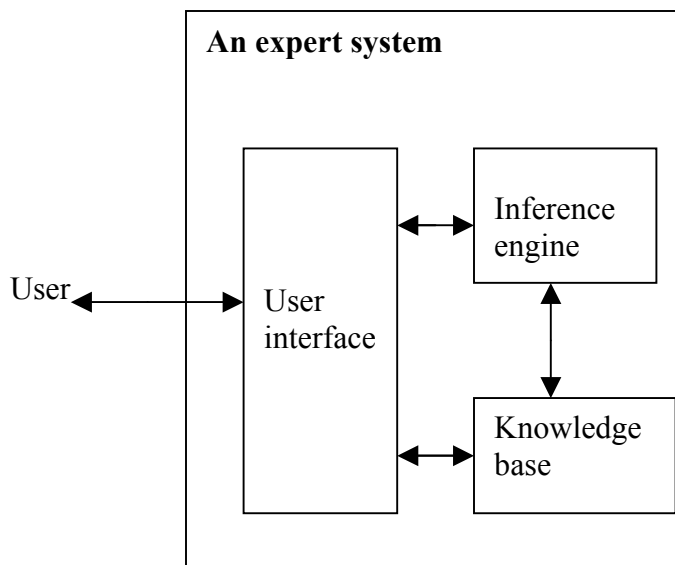 An expert system
Inference
engine
User
User
interface
Knowledge
base